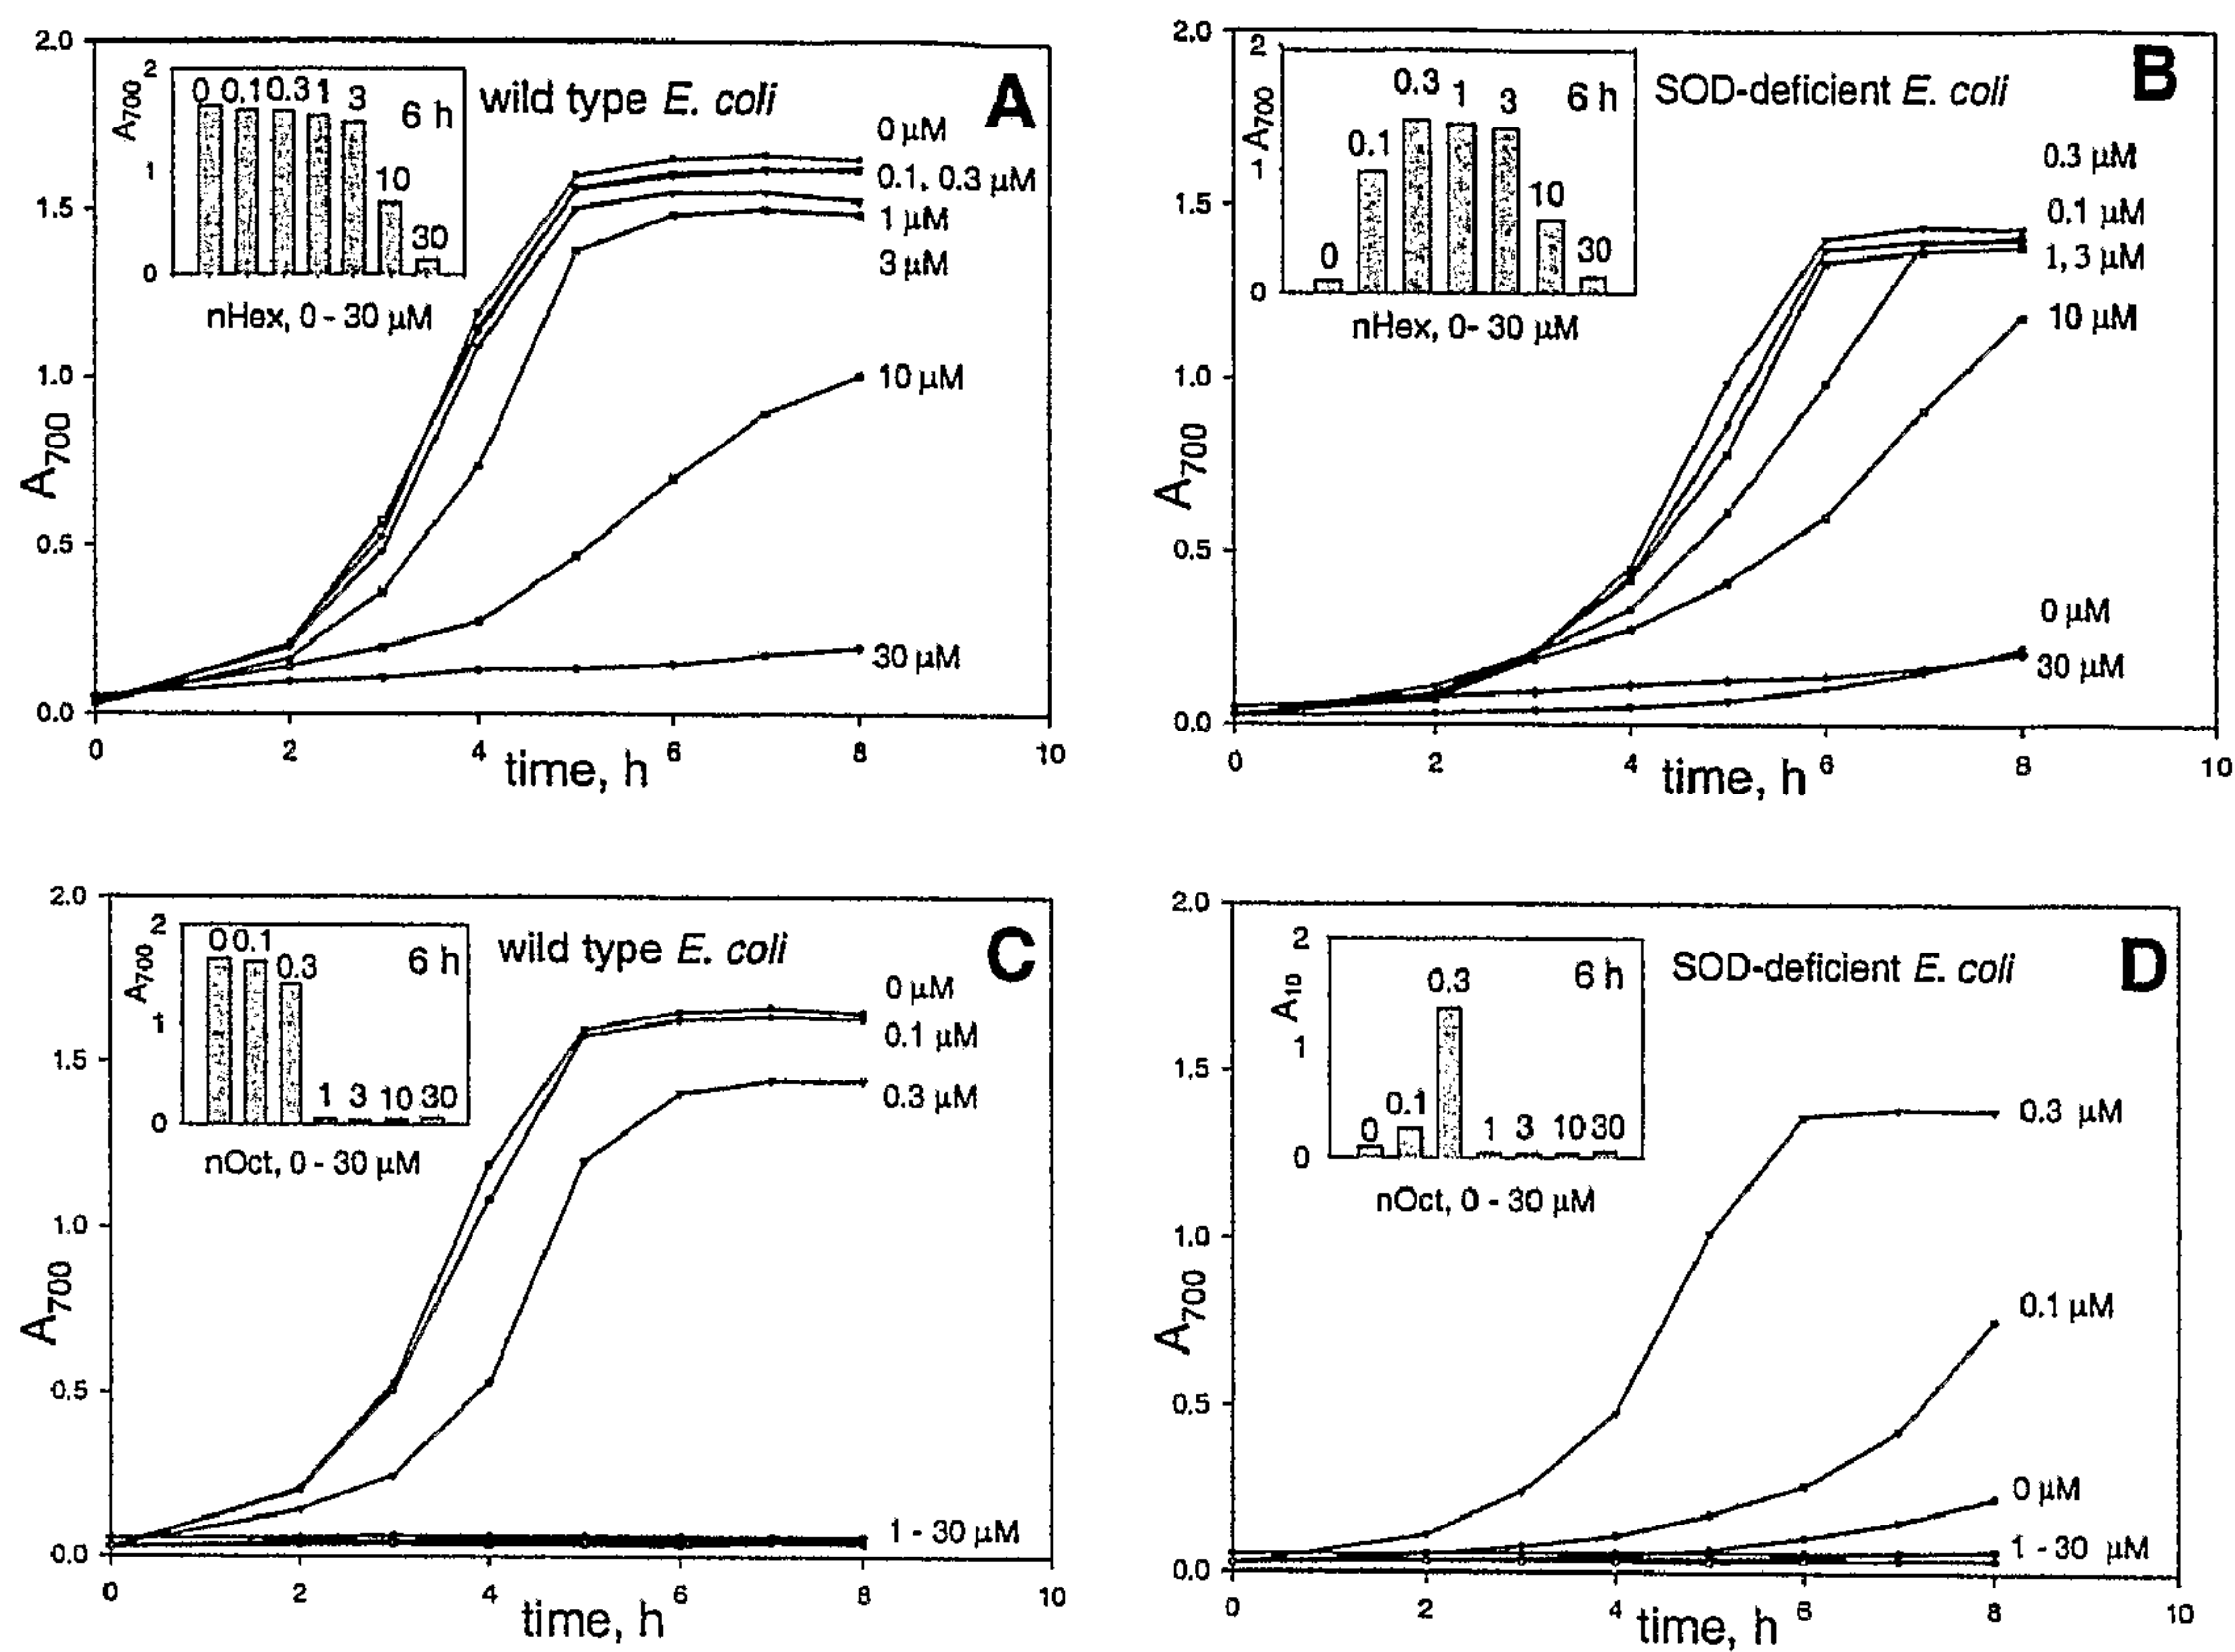 A
wild type E. coli
2.0
1.5
1.0
0.5
0.0
A700
0 2 4 6 8 10
time, h
A700
2
1
0
0 0.1 0.3 1 3 10 30
6 h
nHex, 0 - 30 µM
0 µM
0.1, 0.3 µM
1 µM
3 µM
10 µM
30 µM
B
SOD-deficient E. coli
2.0
1.5
1.0
0.5
0.0
A700
0 2 4 6 8 10
time, h
A700
2
1
0
0 0.1 0.3 1 3 10 30
6 h
nHex, 0- 30 µM
0.3 µM
0.1 µM
1, 3 µM
10 µM
0 µM
30 µM
C
wild type E. coli
2.0
1.5
1.0
0.5
0.0
A700
0 2 4 6 8 10
time, h
A700
2
1
0
0 0.1 0.3 1 3 10 30
6 h
nOct, 0 - 30 µM
0 µM
0.1 µM
0.3 µM
1 - 30 µM
D
SOD-deficient E. coli
2.0
1.5
1.0
0.5
0.0
A700
0 2 4 6 8 10
time, h
A10
2
1
0
0 0.1 0.3 1 3 10 30
6 h
nOct, 0 - 30 µM
0.3 µM
0.1 µM
0 µM
1 - 30 µM